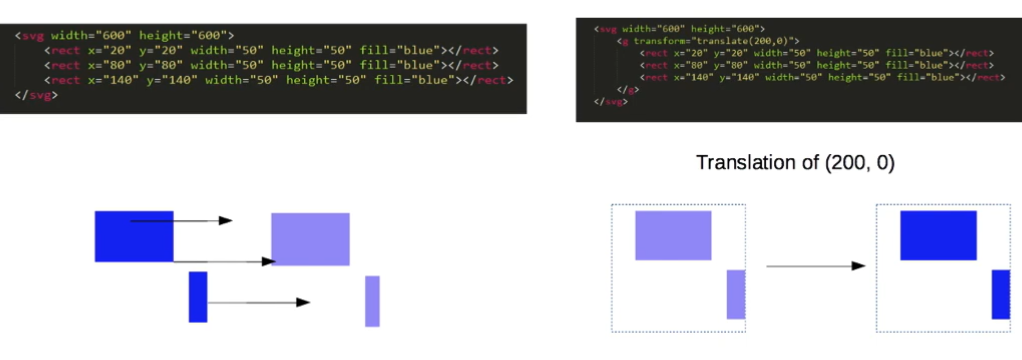 <svg width="600" height="600">
<rect x="20" y="20" width="50" height="50" fill="blue"></rect>
<rect x="80" y="80" width="50" height="50" fill="blue"></rect>
<rect x="140" y="140" width="50" height="50" fill="blue"></rect>
</svg>
<svg width="600" height="600">
<g transform="translate(200,0)">
<rect x="20" y="20" width="50" height="50" fill="blue"></rect>
<rect x="80" y="80" width="50" height="50" fill="blue"></rect>
<rect x="140" y="140" width="50" height="50" fill="blue"></rect>
</g>
</svg>
Translation of (200, 0)